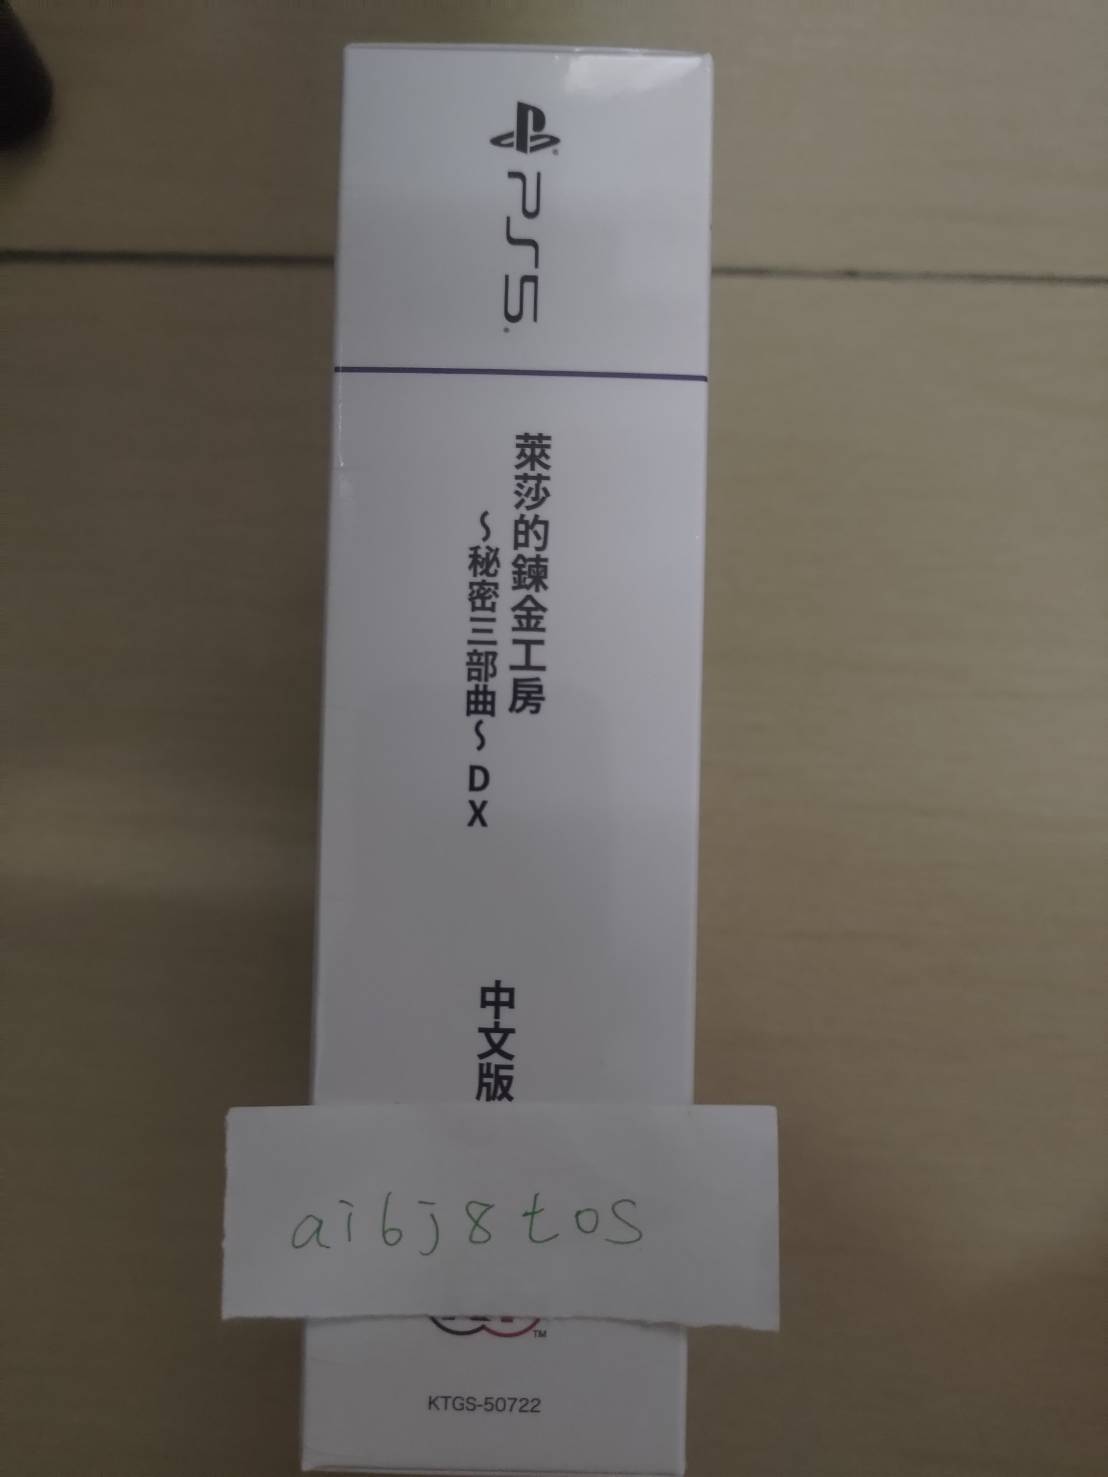 PS5
萊莎的鍊金工房
～秘密三部曲～ DX
中文版
aibj8tos
TM
KTGS-50722